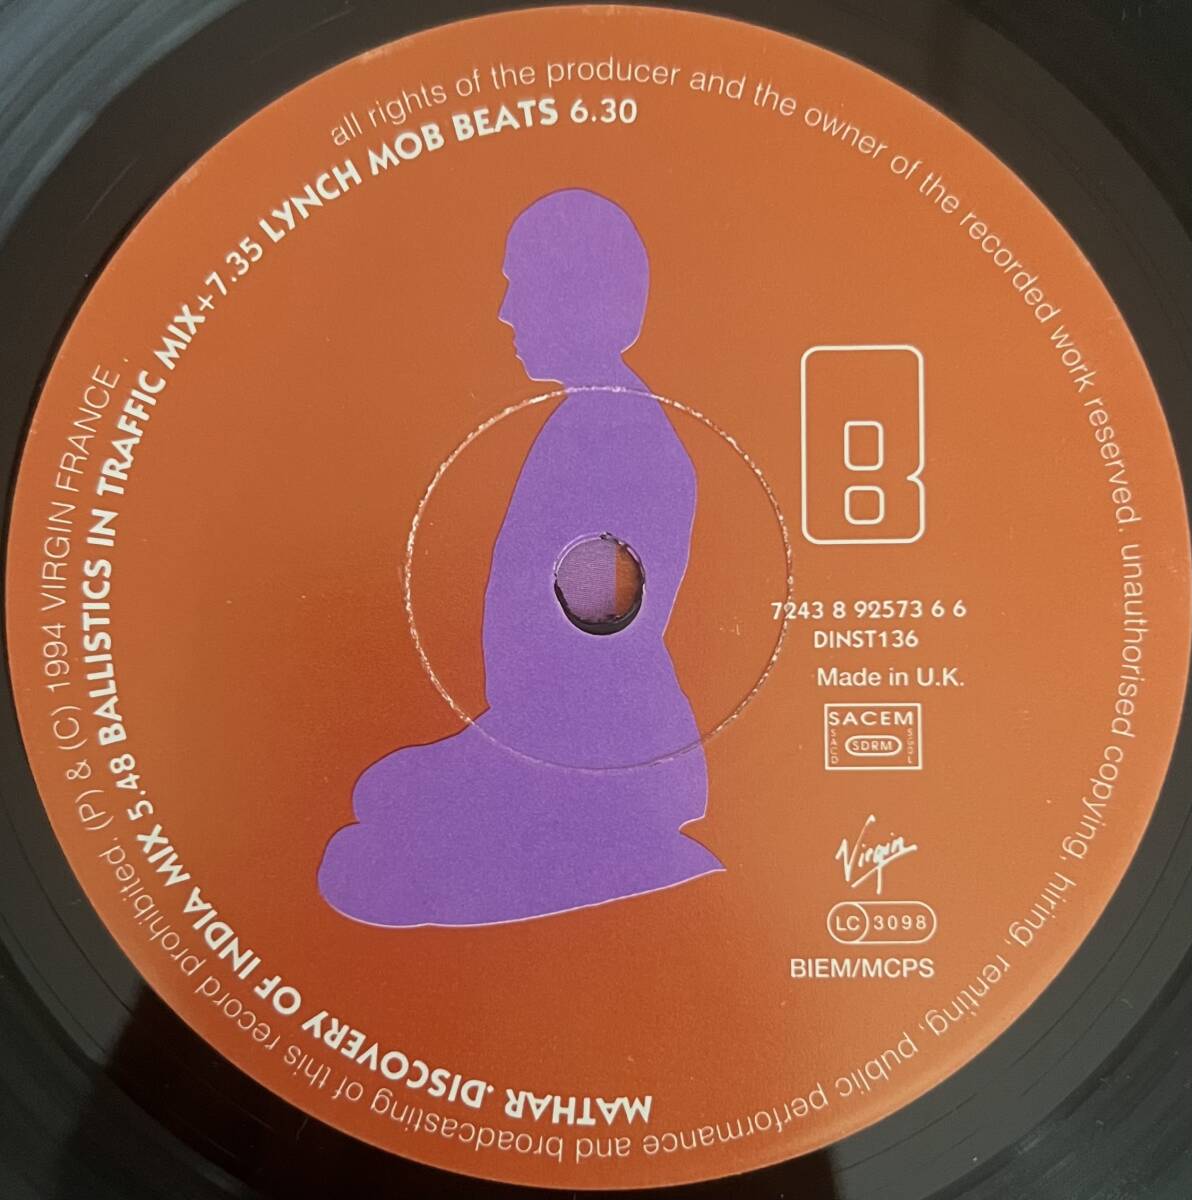 all rights of the producer and the owner of the recorded work reserved. unauthorised copying, hiring, renting, public performance and broadcasting of this record prohibited. (P) & (C) 1994 VIRGIN FRANCE.
MATHAR .DISCOVERY OF INDIA MIX 5.48 BALLISTICS IN TRAFFIC MIX+7.35 LYNCH MOB BEATS 6.30
B
7243 8 92573 6 6
DINST136
Made in U.K.
SACEM
SACD SDRM SGDL
Virgin
LC 3098
BIEM/MCPS